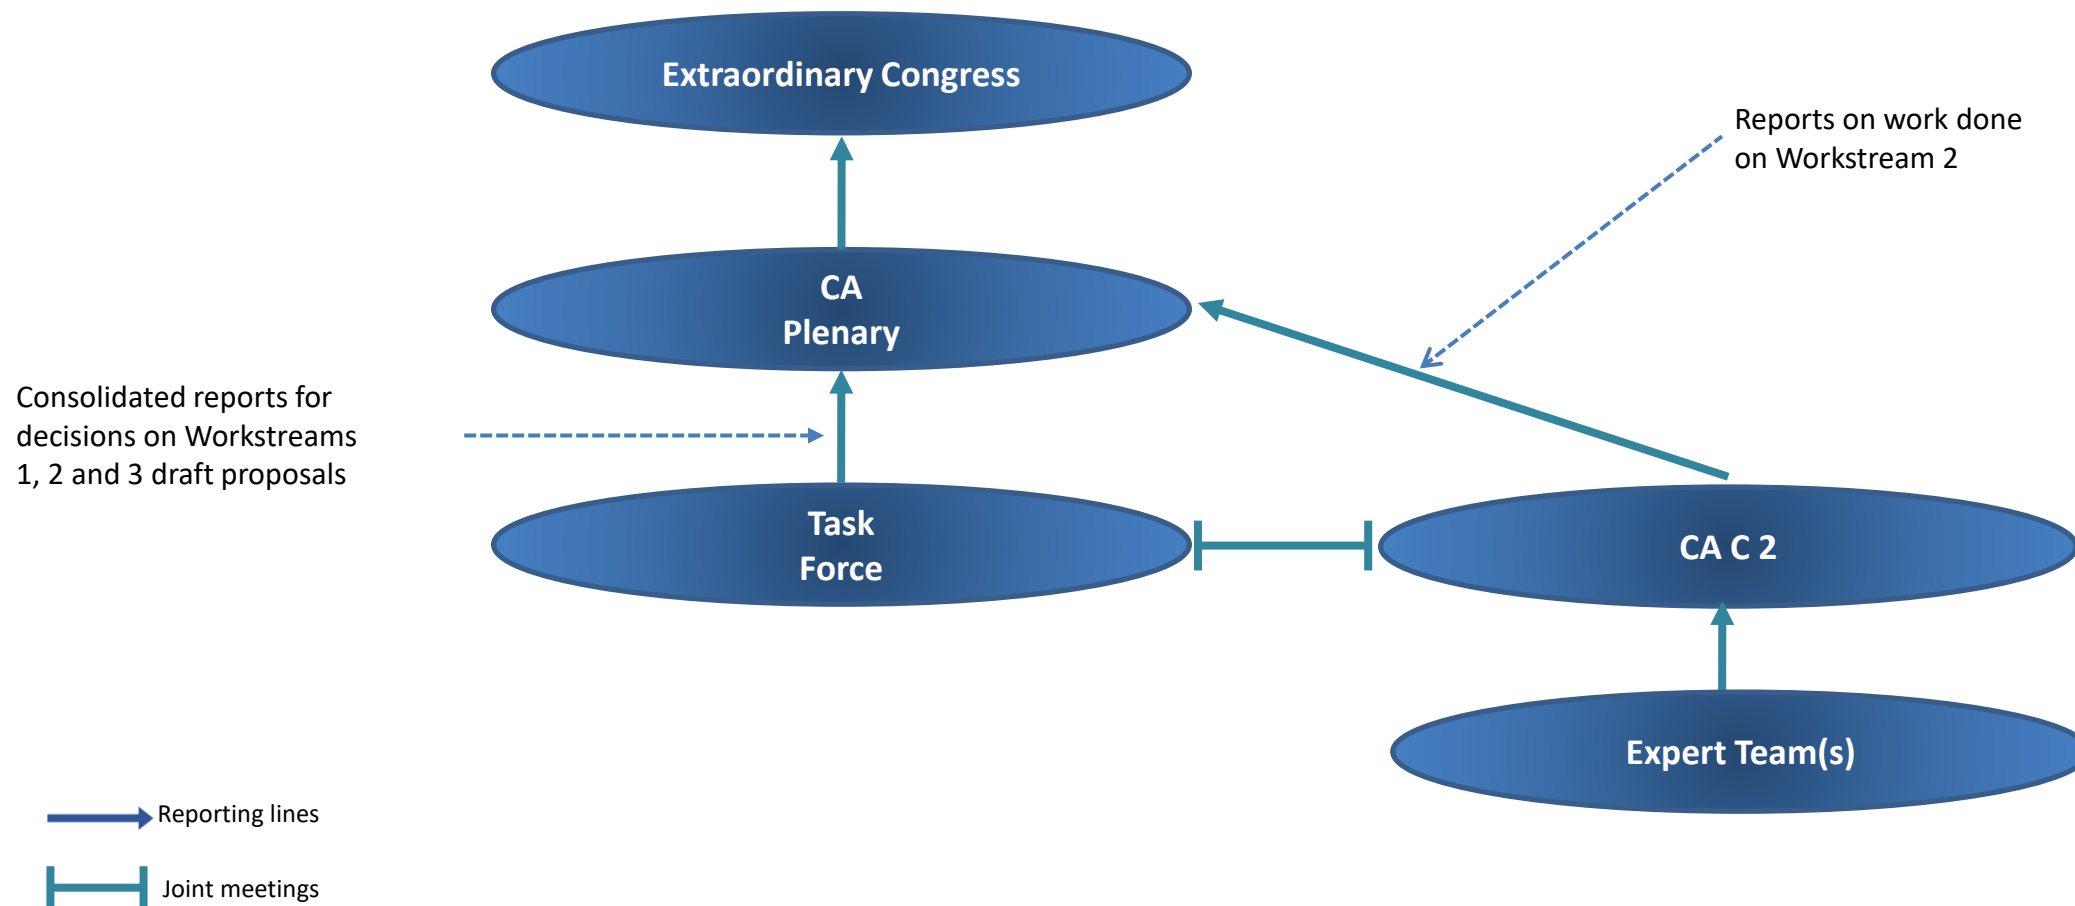 Extraordinary Congress
Reports on work done
on Workstream 2
CA
Plenary
Consolidated reports for
decisions on Workstreams
1, 2 and 3 draft proposals
Task
Force
CA C 2
Expert Team(s)
Reporting lines
Joint meetings